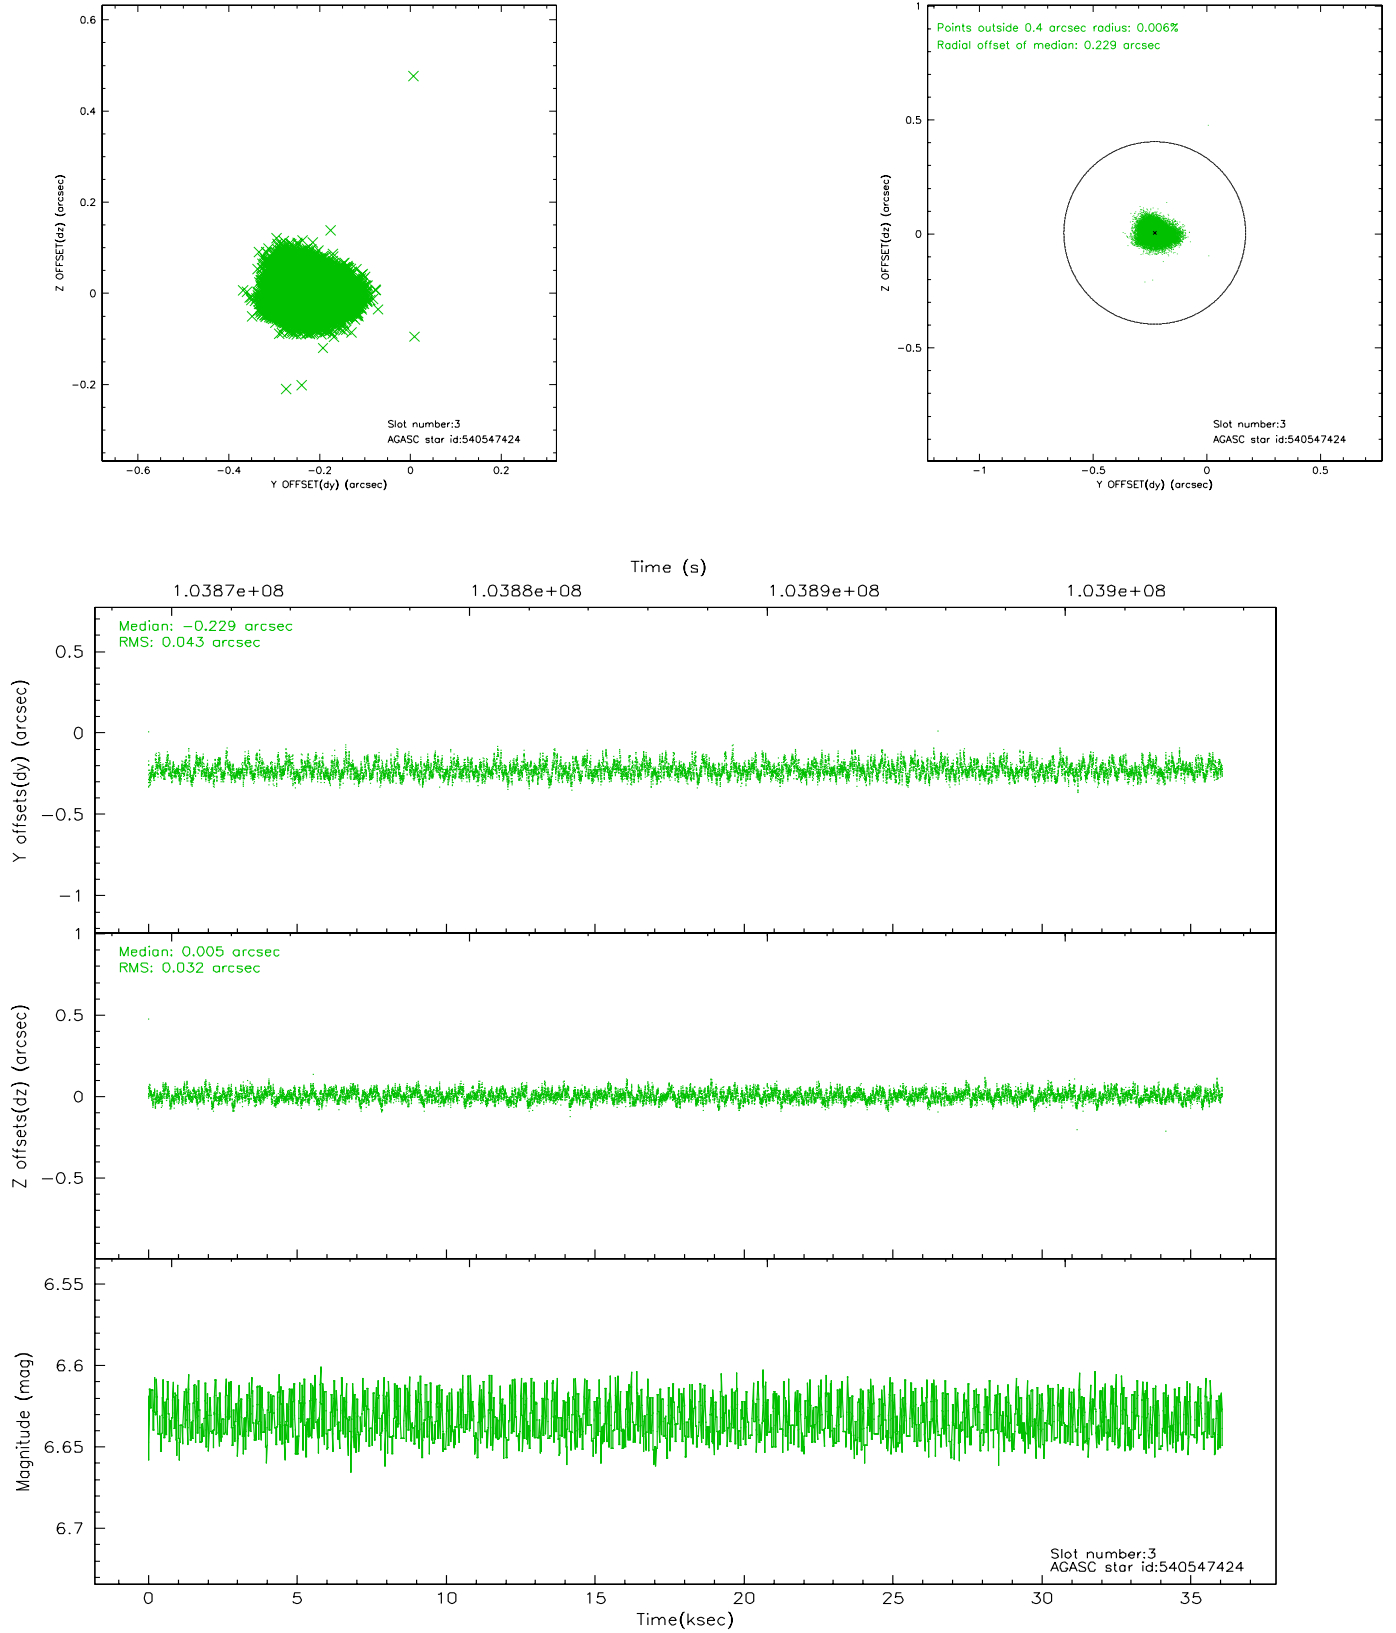 0.6
0.4
0.2
0
-0.2
Z OFFSET(dz) (arcsec)
Slot number:3
AGASC star id:540547424
-0.6 -0.4 -0.2 0 0.2
Y OFFSET(dy) (arcsec)
Points outside 0.4 arcsec radius: 0.006%
Radial offset of median: 0.229 arcsec
1
0.5
0
-0.5
Z OFFSET(dz) (arcsec)
Slot number:3
AGASC star id:540547424
-1 -0.5 0 0.5
Y OFFSET(dy) (arcsec)
Time (s)
1.0387e+08 1.0388e+08 1.0389e+08 1.039e+08
Median: -0.229 arcsec
RMS: 0.043 arcsec
0.5
0
-0.5
-1
Y offsets(dy) (arcsec)
Median: 0.005 arcsec
RMS: 0.032 arcsec
1
0.5
0
-0.5
Z offsets(dz) (arcsec)
6.55
6.6
6.65
6.7
Magnitude (mag)
Slot number:3
AGASC star id:540547424
0 5 10 15 20 25 30 35
Time(ksec)